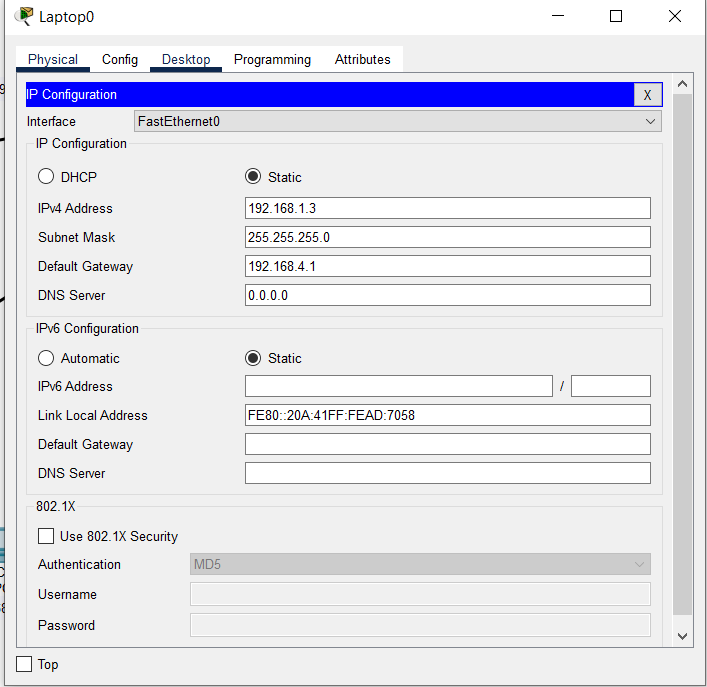 Laptop0
Physical Config Desktop Programming Attributes
IP Configuration X
Interface FastEthernet0
IP Configuration
DHCP Static
IPv4 Address 192.168.1.3
Subnet Mask 255.255.255.0
Default Gateway 192.168.4.1
DNS Server 0.0.0.0
IPv6 Configuration
Automatic Static
IPv6 Address /
Link Local Address FE80::20A:41FF:FEAD:7058
Default Gateway
DNS Server
802.1X
Use 802.1X Security
Authentication MD5
Username
Password
Top